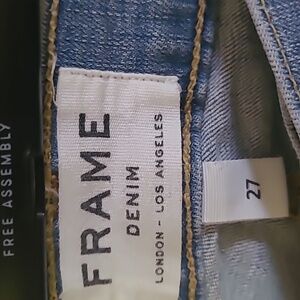 FREE ASSEMBLY
FRAME
DENIM
LONDON - LOS ANGELES
27